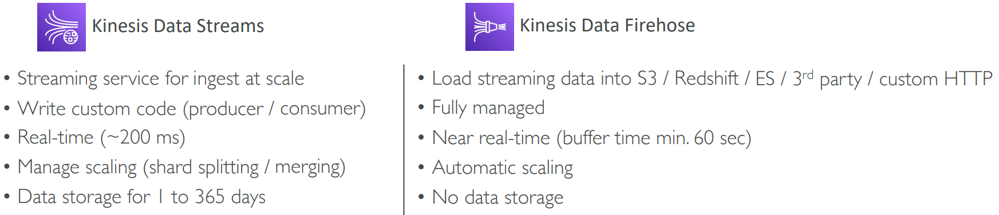 Kinesis Data Streams
• Streaming service for ingest at scale
• Write custom code (producer / consumer)
• Real-time (~200 ms)
• Manage scaling (shard splitting / merging)
• Data storage for 1 to 365 days
Kinesis Data Firehose
• Load streaming data into S3 / Redshift / ES / 3rd party / custom HTTP
• Fully managed
• Near real-time (buffer time min. 60 sec)
• Automatic scaling
• No data storage